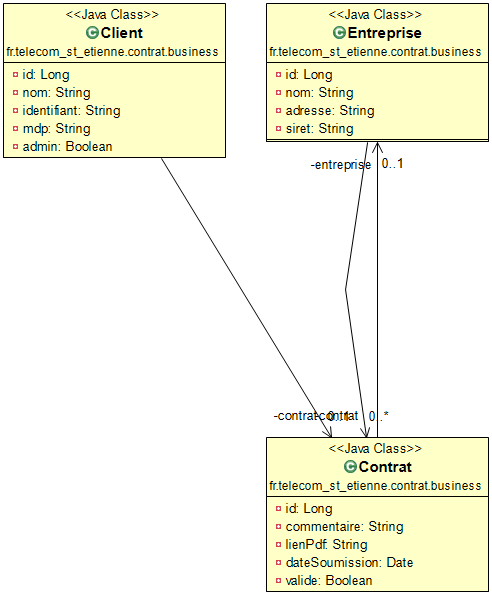 <<Java Class>>
Client
fr.telecom_st_etienne.contrat.business
id: Long
nom: String
identifiant: String
mdp: String
admin: Boolean
<<Java Class>>
Entreprise
fr.telecom_st_etienne.contrat.business
id: Long
nom: String
adresse: String
siret: String
-entreprise
0..1
-contrat
0..1
-contrat
0..*
<<Java Class>>
Contrat
fr.telecom_st_etienne.contrat.business
id: Long
commentaire: String
lienPdf: String
dateSoumission: Date
valide: Boolean